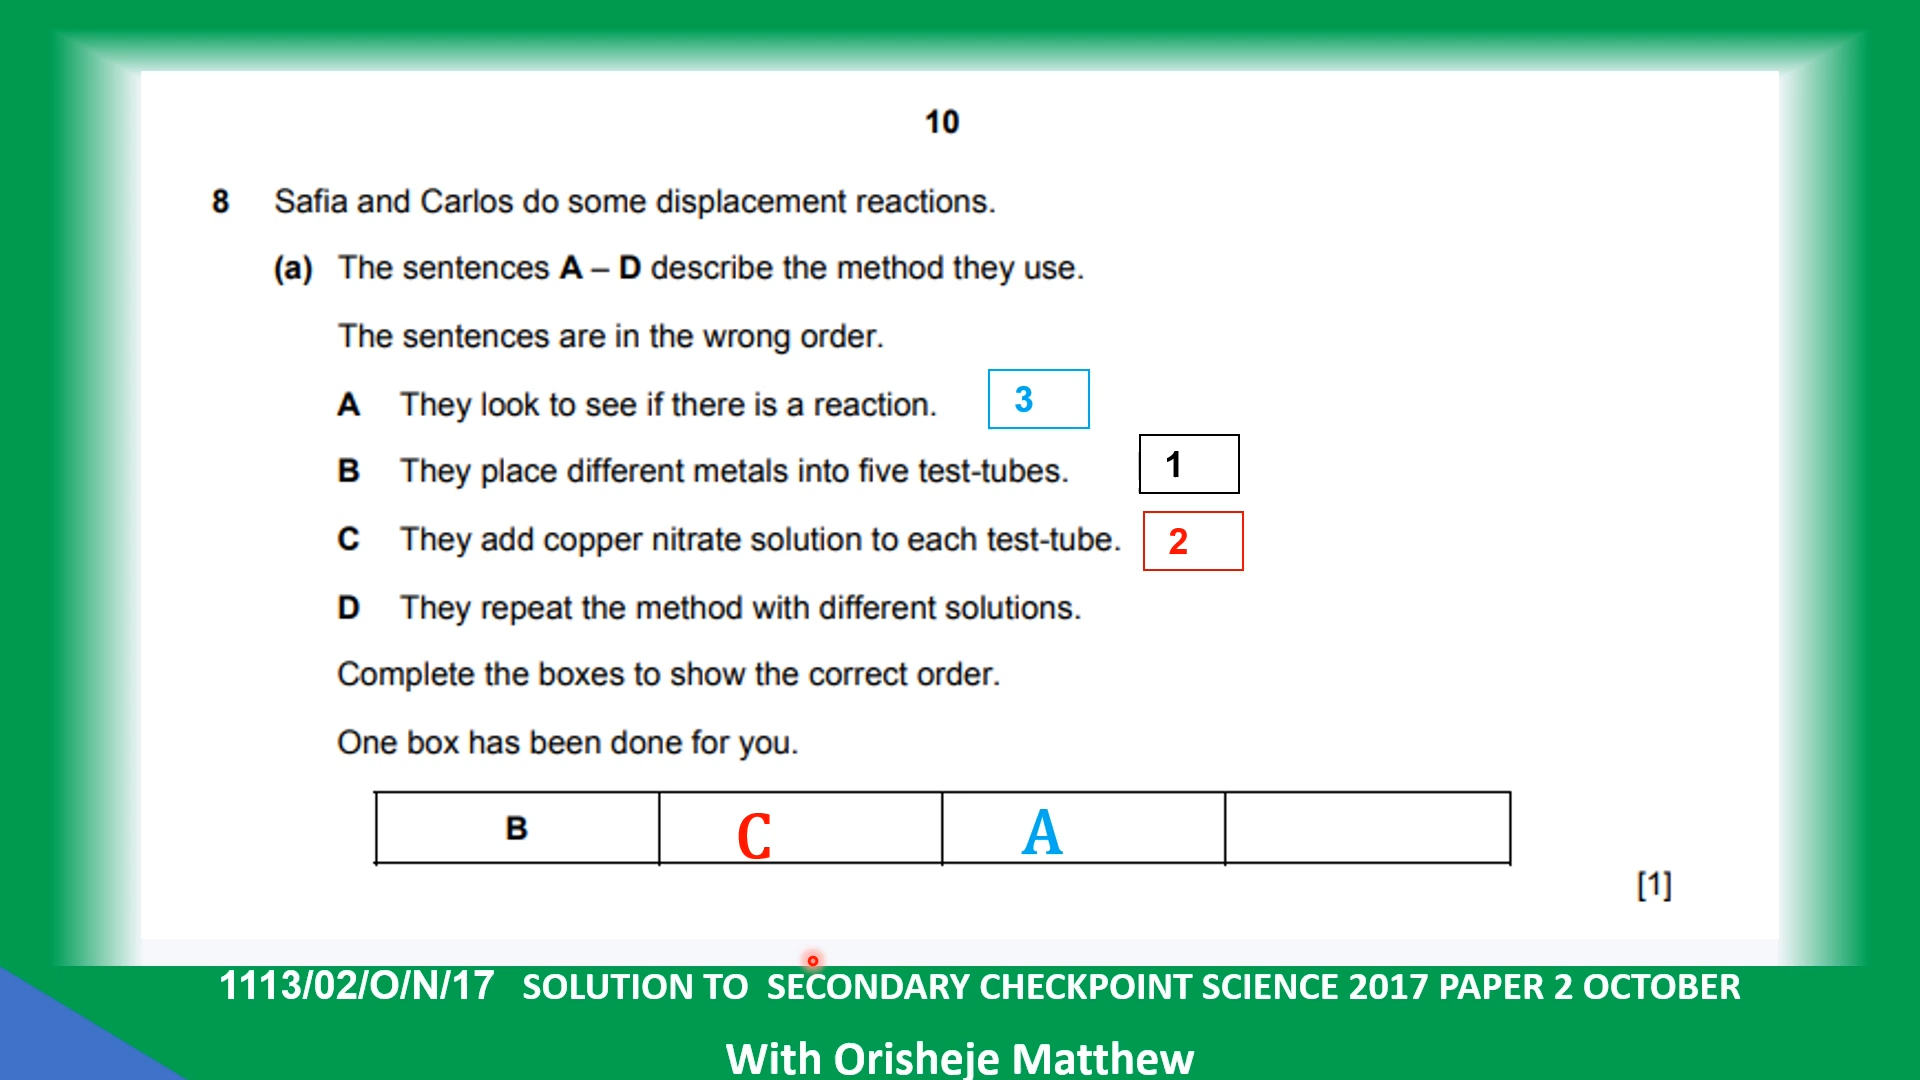 10
8 Safia and Carlos do some displacement reactions.
(a) The sentences A – D describe the method they use.
The sentences are in the wrong order.
A They look to see if there is a reaction. 3
B They place different metals into five test-tubes. 1
C They add copper nitrate solution to each test-tube. 2
D They repeat the method with different solutions.
Complete the boxes to show the correct order.
One box has been done for you.
B C A
[1]
1113/02/O/N/17 SOLUTION TO SECONDARY CHECKPOINT SCIENCE 2017 PAPER 2 OCTOBER
With Orisheje Matthew